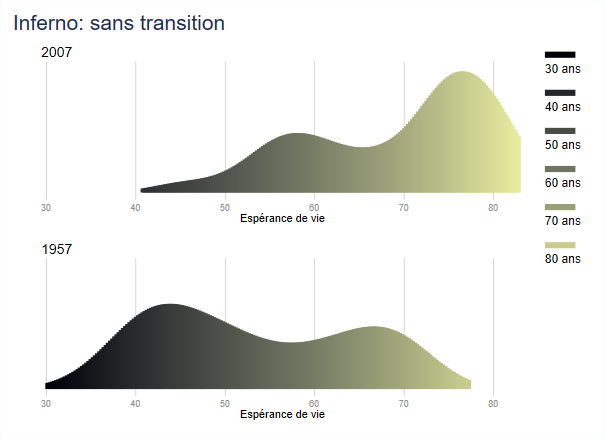 Inferno: sans transition
2007
30 40 50 60 70 80
Espérance de vie
1957
30 40 50 60 70 80
Espérance de vie
30 ans
40 ans
50 ans
60 ans
70 ans
80 ans